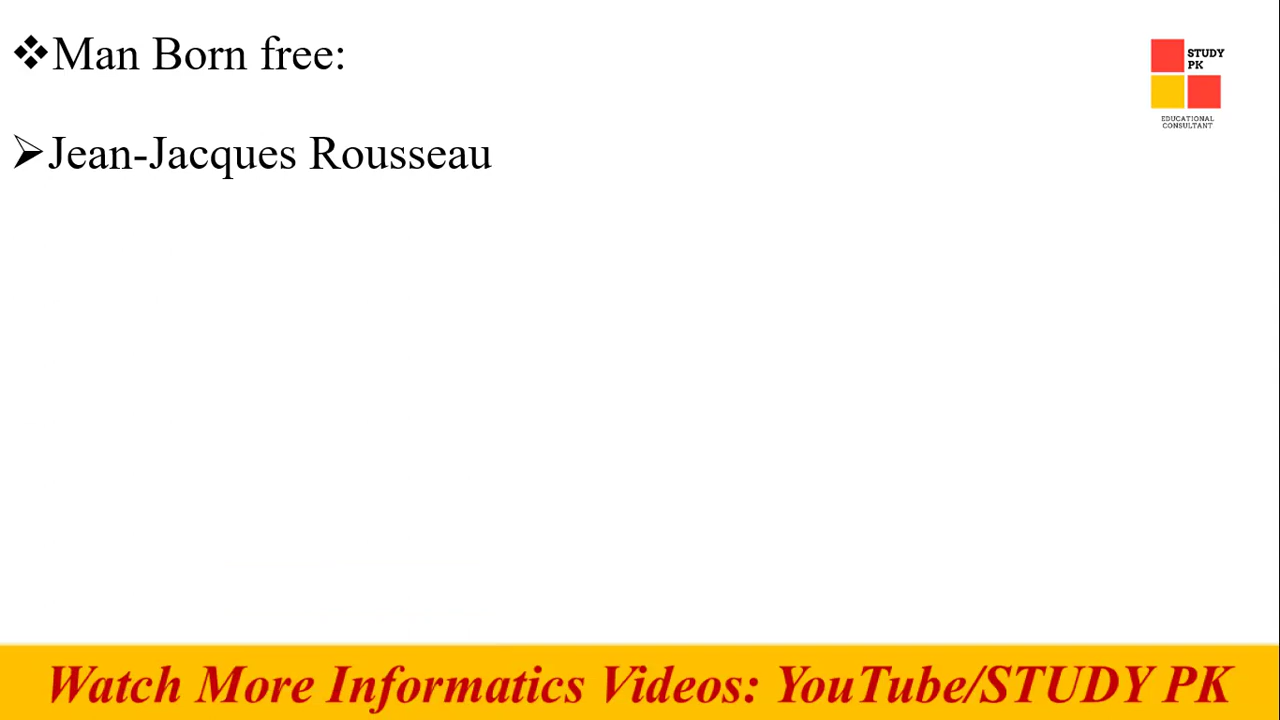 ❖Man Born free:
STUDY
PK
➢Jean-Jacques Rousseau
EDUCATIONAL
CONSULTANT
Watch More Informatics Videos: YouTube/STUDY PK